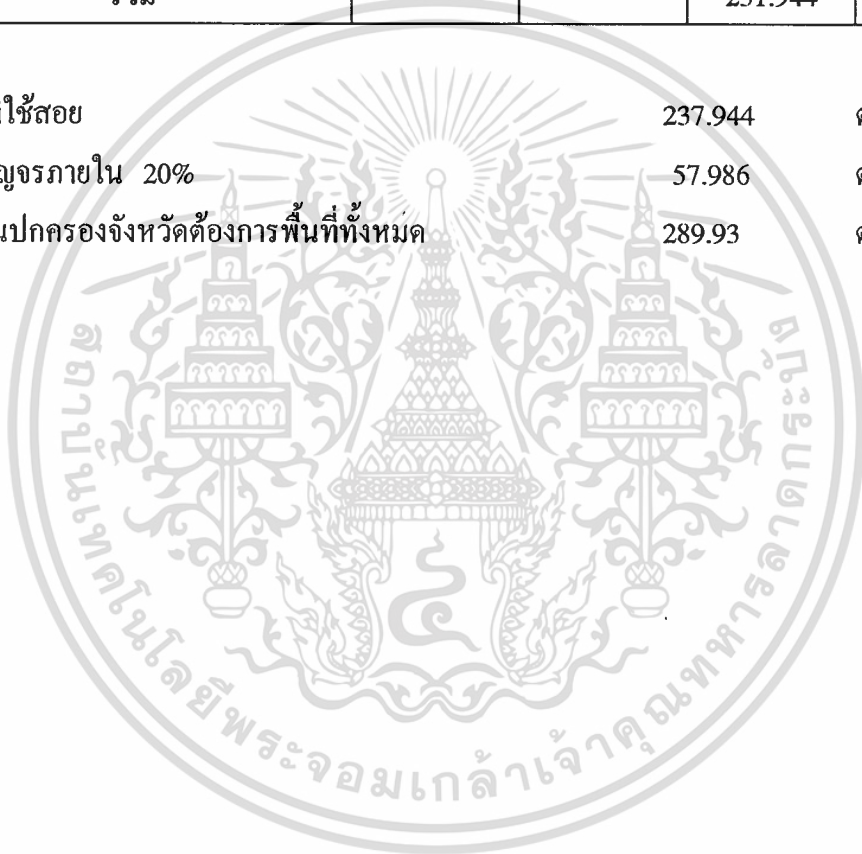 231.944
ใช้สอย 237.944
ญจรภายใน 20% 57.986
นปกครองจังหวัดต้องการพื้นที่ทั้งหมด 289.93
สถาบันเทคโนโลยีพระจอมเกล้าเจ้าคุณทหารลาดกระบัง